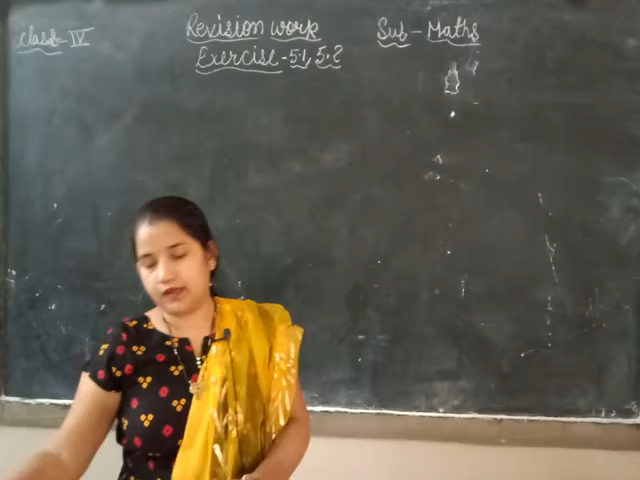 Class-IV Revision work Sub-Maths
Exercise-5.1, 5.2